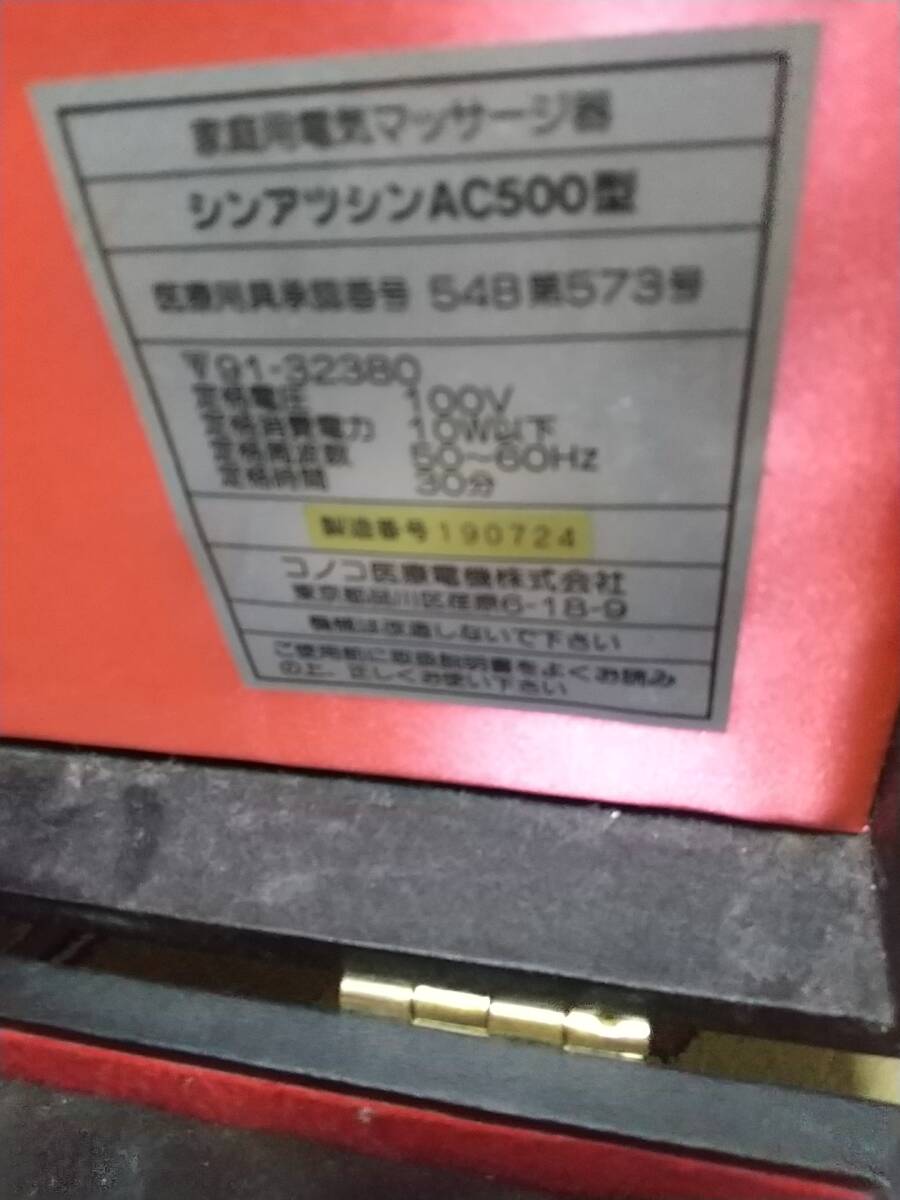 家庭用電気マッサージ器
シンアツシンAC500型
医療用具承認番号 54B第573号
〒91-32380
定格電圧 100V
定格消費電力 10W以下
定格周波数 50〜60Hz
定格時間 30分
製造番号190724
コノコ医療電機株式会社
東京都品川区荏原6-18-9
機械は改造しないで下さい
ご使用前に取扱説明書をよくお読み
の上、正しくお使い下さい